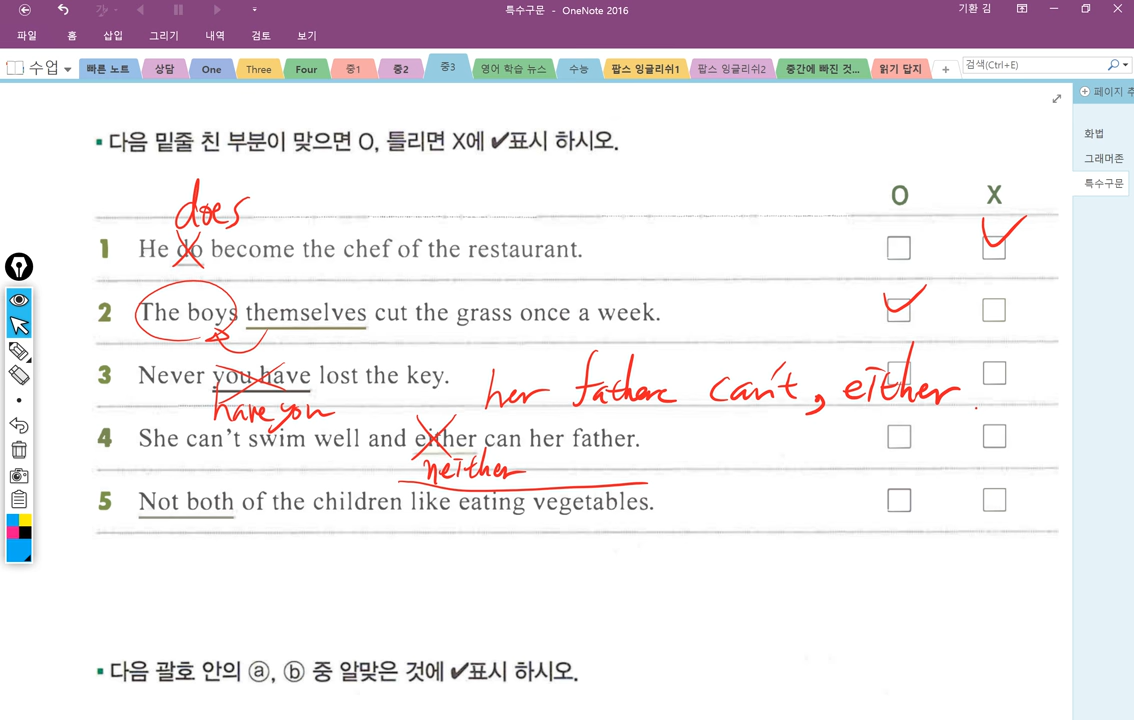 특수구문 - OneNote 2016
기환 김
파일 홈 삽입 그리기 내역 검토 보기
수업 빠른 노트 상담 One Three Four 중1 중2 중3 영어 학습 뉴스 수능 팝스 잉글리쉬1 팝스 잉글리쉬2 중간에 빠진 것... 읽기 답지 + 검색(Ctrl+E)
페이지 추
화법
그래머존
특수구문
▪ 다음 밑줄 친 부분이 맞으면 O, 틀리면 X에 ✔표시 하시오.
O X
does
1 He do become the chef of the restaurant.
2 The boys themselves cut the grass once a week.
3 Never you have lost the key.
her father can't, either.
have you
4 She can't swim well and either can her father.
neither
5 Not both of the children like eating vegetables.
▪ 다음 괄호 안의 ⓐ, ⓑ 중 알맞은 것에 ✔표시 하시오.